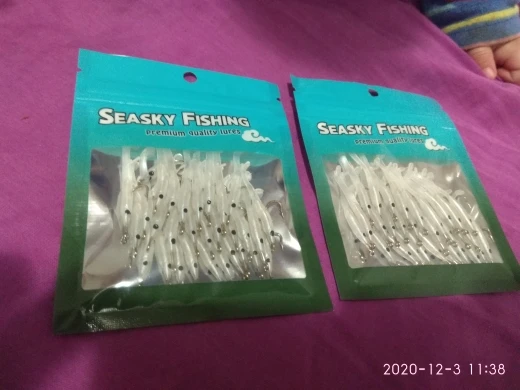 SEASKY FISHING
Premium quality lures
SEASKY FISHING
Premium quality lures
2020-12-3 11:38